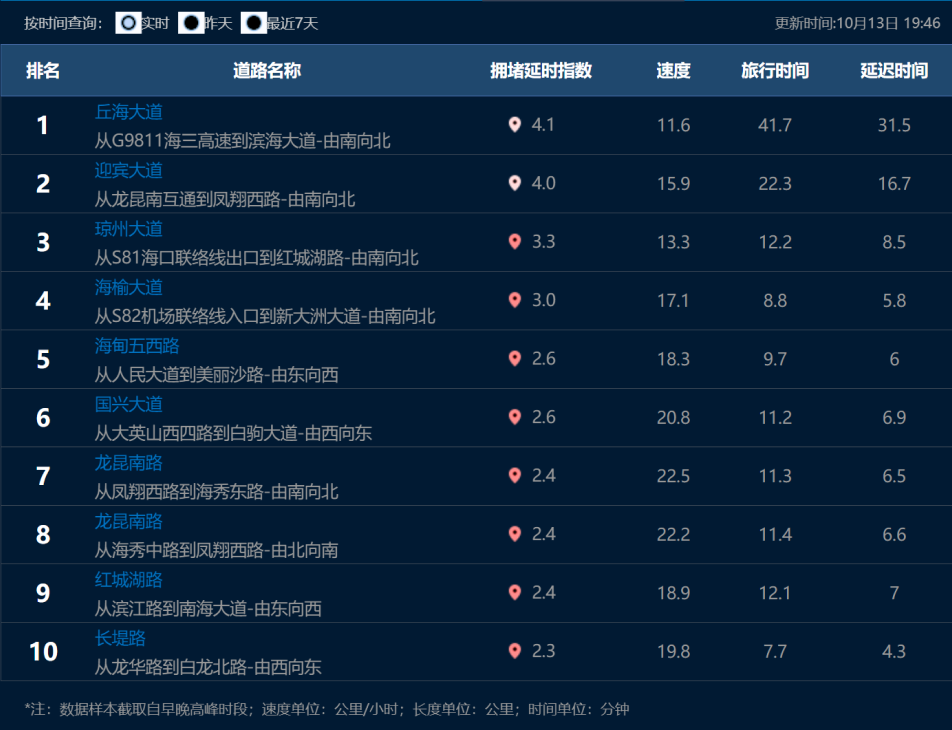 按时间查询： 实时 昨天 最近7天 更新时间:10月13日 19:46
排名 道路名称 拥堵延时指数 速度 旅行时间 延迟时间
1 丘海大道 4.1 11.6 41.7 31.5
从G9811海三高速到滨海大道-由南向北
2 迎宾大道 4.0 15.9 22.3 16.7
从龙昆南互通到凤翔西路-由南向北
3 琼州大道 3.3 13.3 12.2 8.5
从S81海口联络线出口到红城湖路-由南向北
4 海榆大道 3.0 17.1 8.8 5.8
从S82机场联络线入口到新大洲大道-由南向北
5 海甸五西路 2.6 18.3 9.7 6
从人民大道到美丽沙路-由东向西
6 国兴大道 2.6 20.8 11.2 6.9
从大英山西四路到白驹大道-由西向东
7 龙昆南路 2.4 22.5 11.3 6.5
从凤翔西路到海秀东路-由南向北
8 龙昆南路 2.4 22.2 11.4 6.6
从海秀中路到凤翔西路-由北向南
9 红城湖路 2.4 18.9 12.1 7
从滨江路到南海大道-由东向西
10 长堤路 2.3 19.8 7.7 4.3
从龙华路到白龙北路-由西向东
*注：数据样本截取自早晚高峰时段；速度单位：公里/小时；长度单位：公里；时间单位：分钟